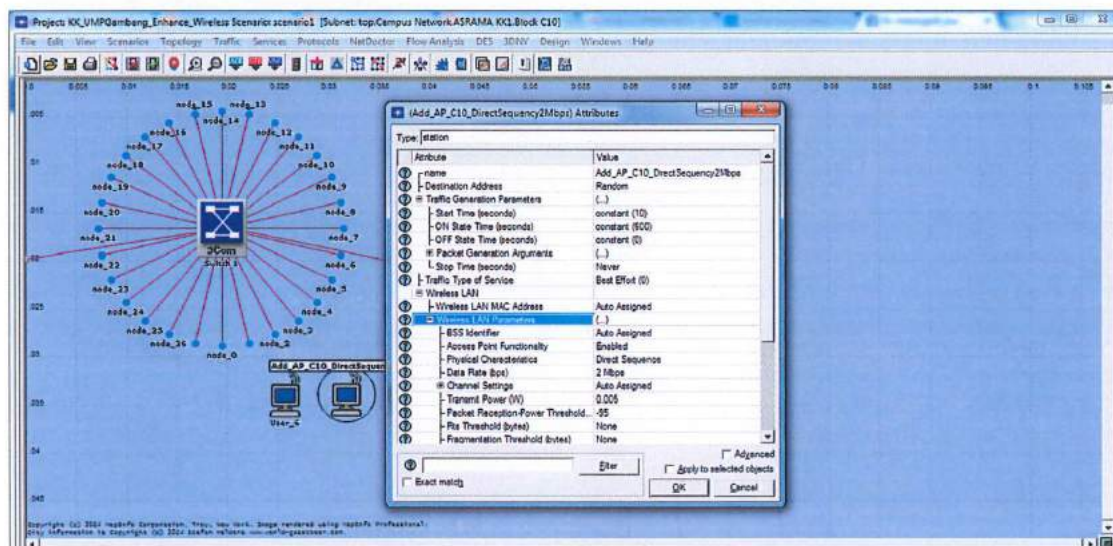 Project: KK_UMPGambang_Enhance_Wireless Scenario: scenario1 [Subnet: top.Campus Network.ASRAMA KK1.Block C10]
File Edit View Scenarios Topology Traffic Services Protocols NetDoctor Flow Analysis DES 3DNV Design Windows Help
node_15 node_13
node_16 node_14 node_12
node_17 node_11
node_18 node_10
node_19 node_9
node_20 node_8
node_21 node_7
3Com
node_22 node_6
node_23 node_5
node_24 node_4
node_25 node_3
node_26 node_0 node_2
Add_AP_C10_DirectSequen
(Add_AP_C10_DirectSequency2Mbps) Attributes
Type: station
Attribute Value
name Add_AP_C10_DirectSequency2Mbps
Destination Address Random
Traffic Generation Parameters (...)
Start Time (seconds) constant (10)
ON State Time (seconds) constant (500)
OFF State Time (seconds) constant (0)
Packet Generation Arguments (...)
Stop Time (seconds) Never
Traffic Type of Service Best Effort (0)
Wireless LAN
Wireless LAN MAC Address Auto Assigned
Wireless LAN Parameters (...)
BSS Identifier Auto Assigned
Access Point Functionality Enabled
Physical Characteristics Direct Sequence
Data Rate (bps) 2 Mbps
Channel Settings Auto Assigned
Transmit Power (W) 0.005
Packet Reception-Power Threshold... -95
Rts Threshold (bytes) None
Fragmentation Threshold (bytes) None
Advanced
Filter
Apply to selected objects
Exact match
OK Cancel